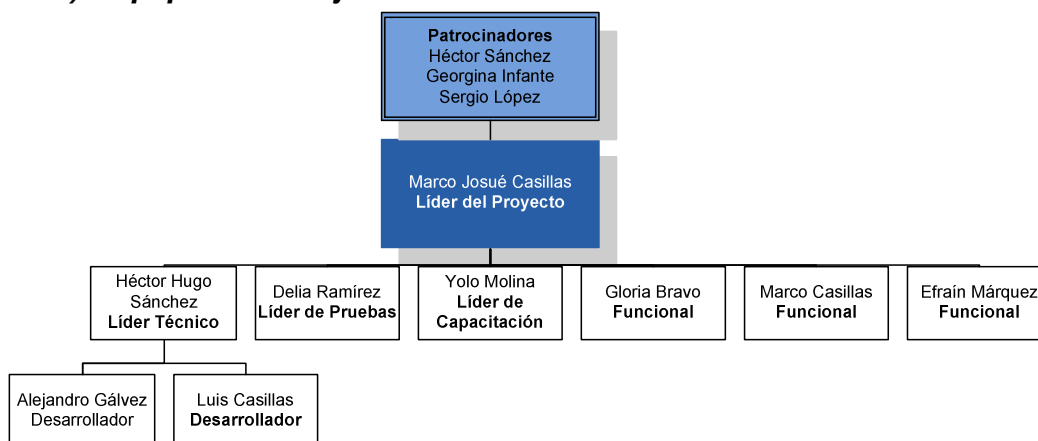 Patrocinadores
Héctor Sánchez
Georgina Infante
Sergio López
Marco Josué Casillas
Líder del Proyecto
Héctor Hugo
Sánchez
Líder Técnico
Delia Ramírez
Líder de Pruebas
Yolo Molina
Líder de
Capacitación
Gloria Bravo
Funcional
Marco Casillas
Funcional
Efraín Márquez
Funcional
Alejandro Gálvez
Desarrollador
Luis Casillas
Desarrollador